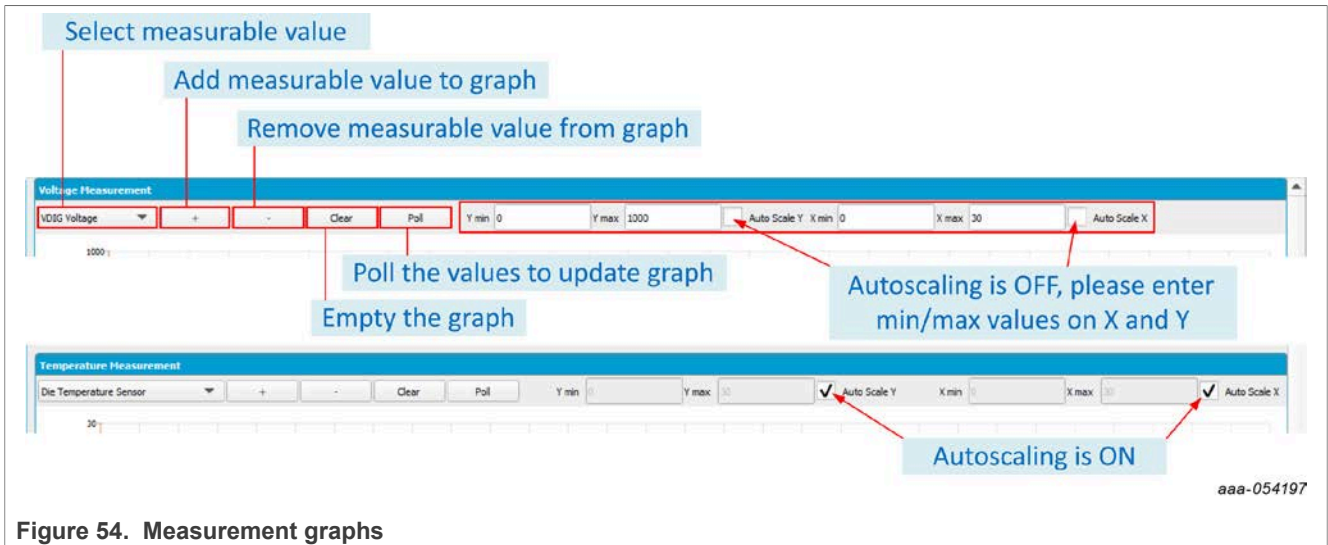 Select measurable value
Add measurable value to graph
Remove measurable value from graph
Voltage Measurement
VDIG Voltage + - Clear Poll Y min 0 Y max 1000 Auto Scale Y X min 0 X max 30 Auto Scale X
1000
Poll the values to update graph
Autoscaling is OFF, please enter
min/max values on X and Y
Empty the graph
Temperature Measurement
Die Temperature Sensor + - Clear Poll Y min 0 Y max 30 Auto Scale Y X min 0 X max 30 Auto Scale X
30
Autoscaling is ON
aaa-054197
Figure 54. Measurement graphs